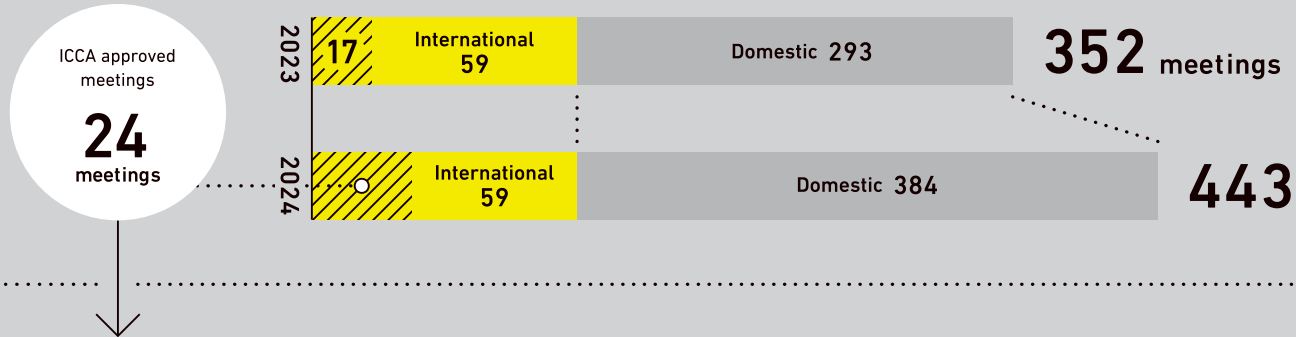 ICCA approved
meetings
24
meetings
2023
17
International
59
Domestic 293
352 meetings
2024
International
59
Domestic 384
443